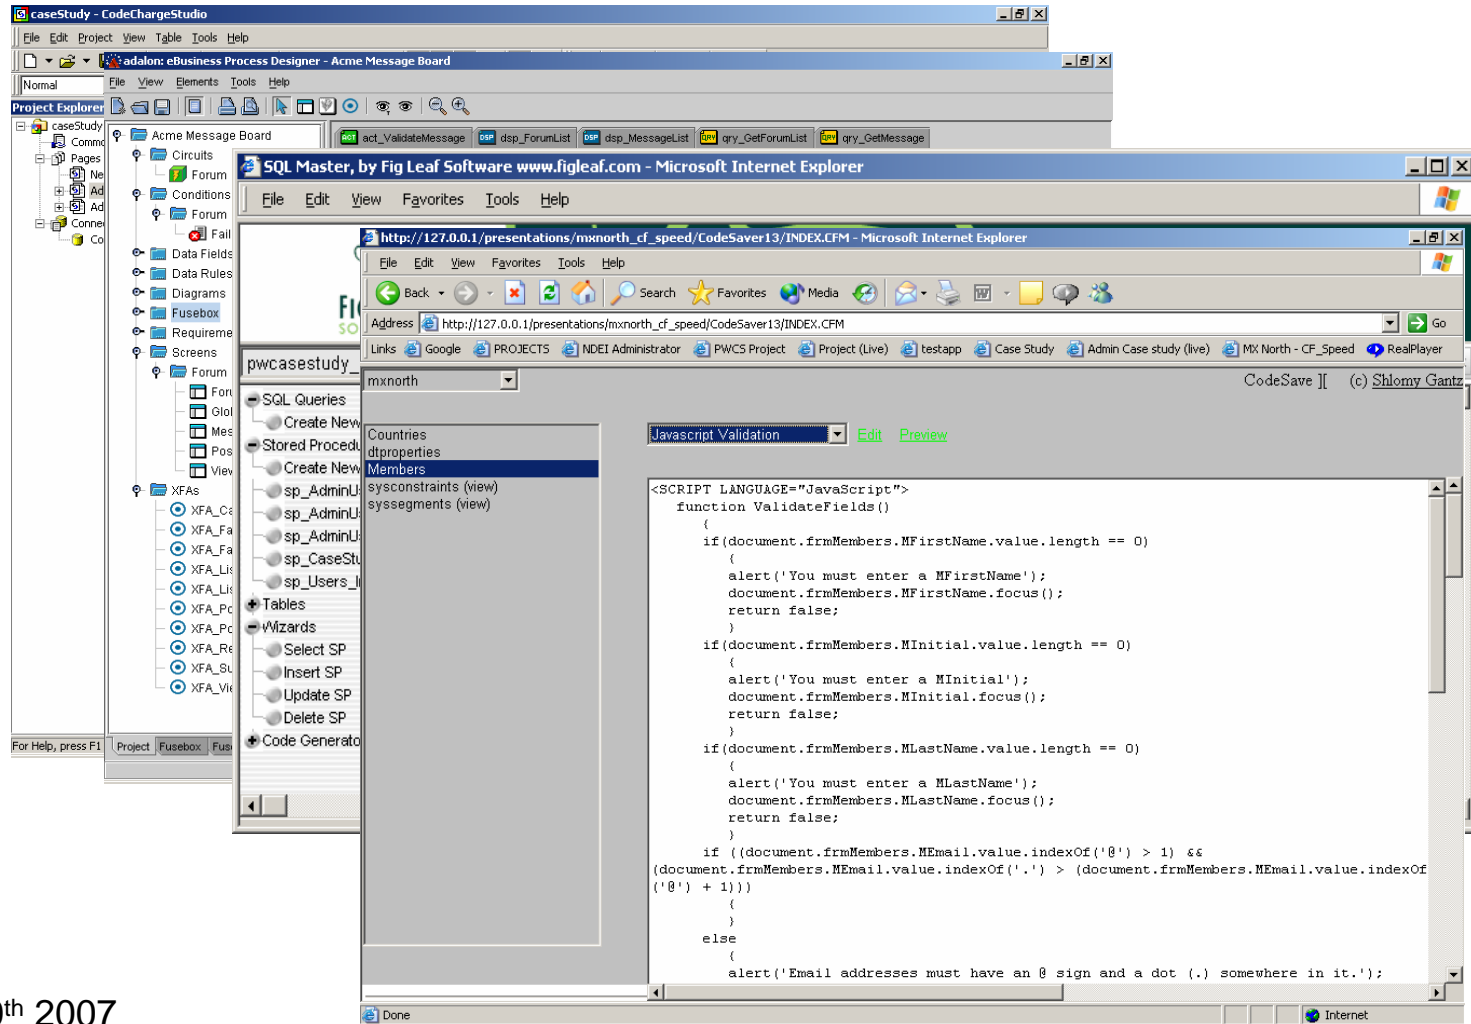 caseStudy - CodeChargeStudio
File Edit Project View Table Tools Help
Normal
Project Explorer
caseStudy
Pages
adalon: eBusiness Process Designer - Acme Message Board
File View Elements Tools Help
Acme Message Board
Circuits
Forum
Conditions
Forum
Fail
Data Fields
Data Rules
Diagrams
Fusebox
Screens
Forum
XFAs
act_ValidateMessage dsp_ForumList dsp_MessageList qry_GetForumList qry_GetMessage
For Help, press F1
Project Fusebox
SQL Master, by Fig Leaf Software www.figleaf.com - Microsoft Internet Explorer
File Edit View Favorites Tools Help
pwcasestudy_
SQL Queries
Create New
Stored Procedu
Create New
sp_AdminU
sp_AdminU
sp_AdminU
sp_CaseStu
sp_Users_I
Tables
Wizards
Select SP
Insert SP
Update SP
Delete SP
Code Generato
http://127.0.0.1/presentations/mxnorth_cf_speed/CodeSaver13/INDEX.CFM - Microsoft Internet Explorer
File Edit View Favorites Tools Help
Back Search Favorites Media
Address http://127.0.0.1/presentations/mxnorth_cf_speed/CodeSaver13/INDEX.CFM Go
Links Google PROJECTS NDEI Administrator PWCS Project Project (Live) testapp Case Study Admin Case study (live) MX North - CF_Speed RealPlayer
mxnorth
CodeSave ][ (c) Shlomy Gantz
Countries
dtproperties
Members
sysconstraints (view)
syssegments (view)
Javascript Validation Edit Preview
<SCRIPT LANGUAGE="JavaScript">
function ValidateFields()
{
if(document.frmMembers.MFirstName.value.length == 0)
{
alert('You must enter a MFirstName');
document.frmMembers.MFirstName.focus();
return false;
}
if(document.frmMembers.MInitial.value.length == 0)
{
alert('You must enter a MInitial');
document.frmMembers.MInitial.focus();
return false;
}
if(document.frmMembers.MLastName.value.length == 0)
{
alert('You must enter a MLastName');
document.frmMembers.MLastName.focus();
return false;
}
if ((document.frmMembers.MEmail.value.indexOf('@') > 1) &&
(document.frmMembers.MEmail.value.indexOf('.') > (document.frmMembers.MEmail.value.indexOf
('@') + 1)))
{
}
else
{
alert('Email addresses must have an @ sign and a dot (.) somewhere in it.');
Done Internet
th 2007